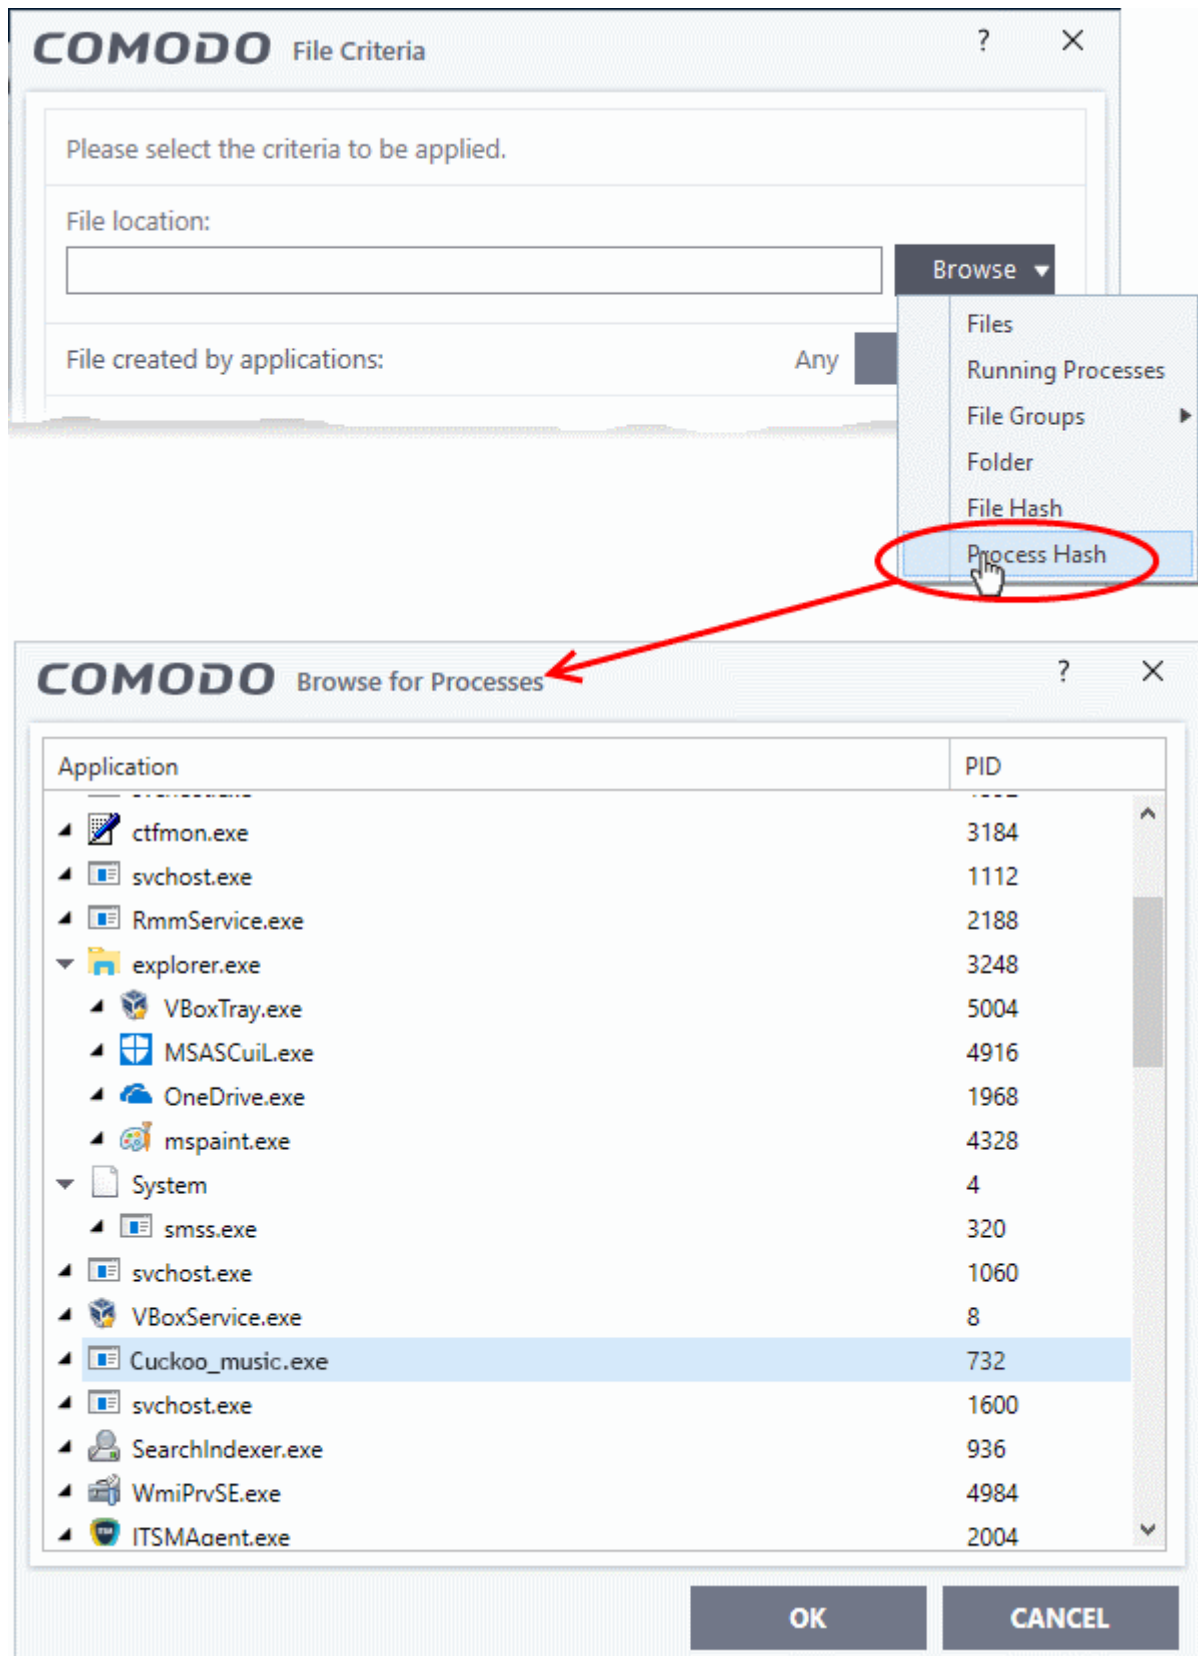 COMODO File Criteria ?
Please select the criteria to be applied.
File location:
Browse
Files
File created by applications: Any
Running Processes
File Groups
Folder
File Hash
Process Hash
COMODO Browse for Processes ?
Application PID
ctfmon.exe 3184
svchost.exe 1112
RmmService.exe 2188
explorer.exe 3248
VBoxTray.exe 5004
MSASCuiL.exe 4916
OneDrive.exe 1968
mspaint.exe 4328
System 4
smss.exe 320
svchost.exe 1060
VBoxService.exe 8
Cuckoo_music.exe 732
svchost.exe 1600
SearchIndexer.exe 936
WmiPrvSE.exe 4984
ITSMAgent.exe 2004
OK CANCEL